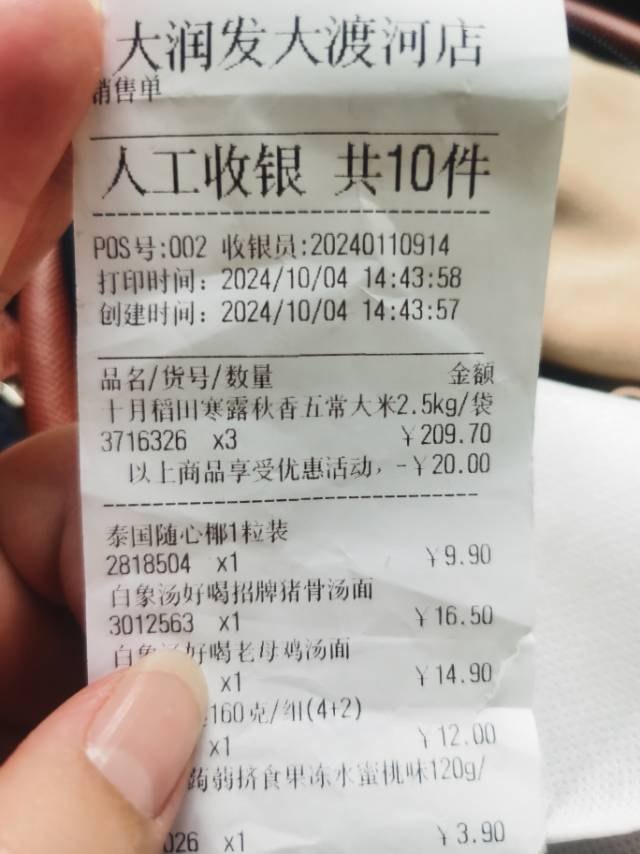 大润发大渡河店
销售单
人工收银 共10件
POS号:002 收银员:20240110914
打印时间: 2024/10/04 14:43:58
创建时间: 2024/10/04 14:43:57
品名/货号/数量 金额
十月稻田寒露秋香五常大米2.5kg/袋
3716326 x3 ¥209.70
以上商品享受优惠活动, -¥20.00
泰国随心椰1粒装
2818504 x1 ¥9.90
白象汤好喝招牌猪骨汤面
3012563 x1 ¥16.50
白象汤好喝老母鸡汤面
x1 ¥14.90
160克/组(4+2)
x1 ¥12.00
蒟蒻挤食果冻水蜜桃味120g/
026 x1 ¥3.90